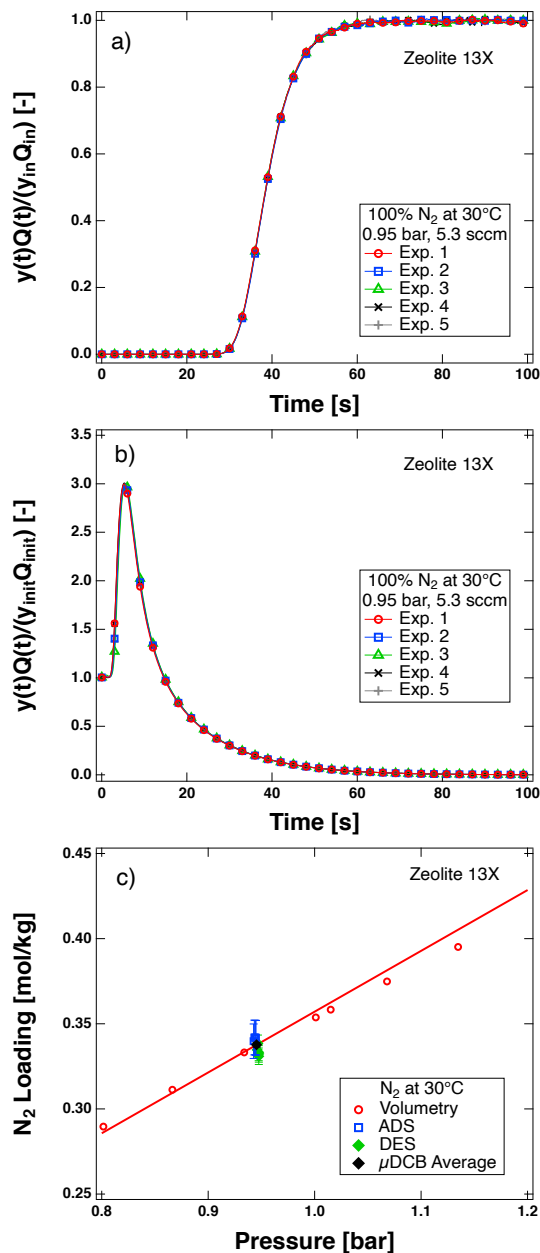 a)
Zeolite 13X
1.0
0.8
0.6
0.4
0.2
0.0
y(t)Q(t)/(y_in Q_in) [-]
100% N₂ at 30°C
0.95 bar, 5.3 sccm
Exp. 1
Exp. 2
Exp. 3
Exp. 4
Exp. 5
0 20 40 60 80 100
Time [s]
b)
Zeolite 13X
3.5
3.0
2.5
2.0
1.5
1.0
0.5
0.0
y(t)Q(t)/(y_init Q_init) [-]
100% N₂ at 30°C
0.95 bar, 5.3 sccm
Exp. 1
Exp. 2
Exp. 3
Exp. 4
Exp. 5
0 20 40 60 80 100
Time [s]
c)
Zeolite 13X
0.45
0.40
0.35
0.30
0.25
N₂ Loading [mol/kg]
N₂ at 30°C
Volumetry
ADS
DES
μDCB Average
0.8 0.9 1.0 1.1 1.2
Pressure [bar]